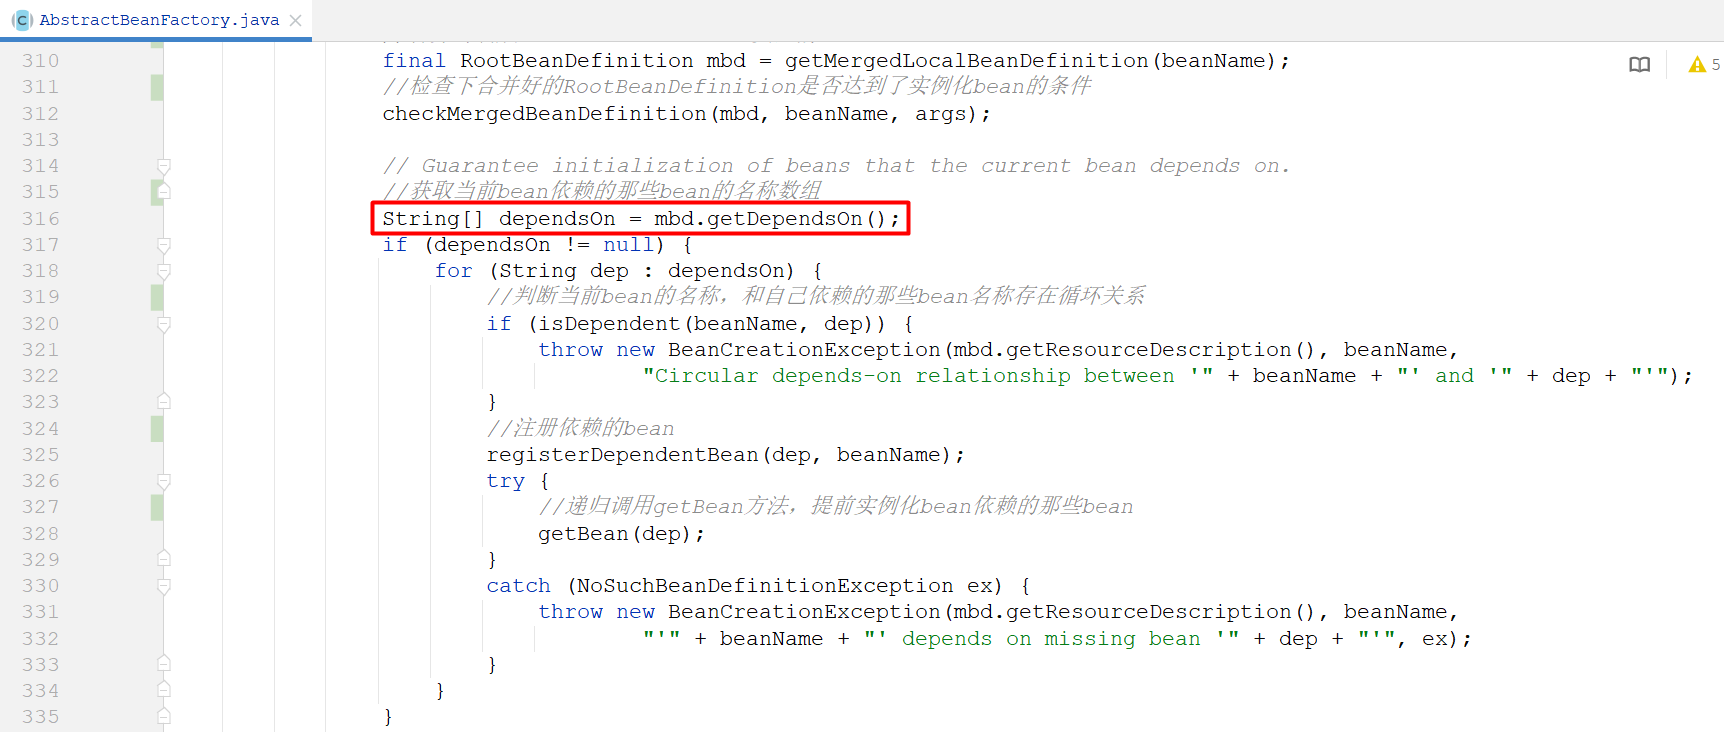 AbstractBeanFactory.java
5
310 final RootBeanDefinition mbd = getMergedLocalBeanDefinition(beanName);
311 //检查下合并好的RootBeanDefinition是否达到了实例化bean的条件
312 checkMergedBeanDefinition(mbd, beanName, args);
313
314 // Guarantee initialization of beans that the current bean depends on.
315 //获取当前bean依赖的那些bean的名称数组
316 String[] dependsOn = mbd.getDependsOn();
317 if (dependsOn != null) {
318 for (String dep : dependsOn) {
319 //判断当前bean的名称，和自己依赖的那些bean名称存在循环关系
320 if (isDependent(beanName, dep)) {
321 throw new BeanCreationException(mbd.getResourceDescription(), beanName,
322 "Circular depends-on relationship between '" + beanName + "' and '" + dep + "'");
323 }
324 //注册依赖的bean
325 registerDependentBean(dep, beanName);
326 try {
327 //递归调用getBean方法，提前实例化bean依赖的那些bean
328 getBean(dep);
329 }
330 catch (NoSuchBeanDefinitionException ex) {
331 throw new BeanCreationException(mbd.getResourceDescription(), beanName,
332 "'" + beanName + "' depends on missing bean '" + dep + "'", ex);
333 }
334 }
335 }